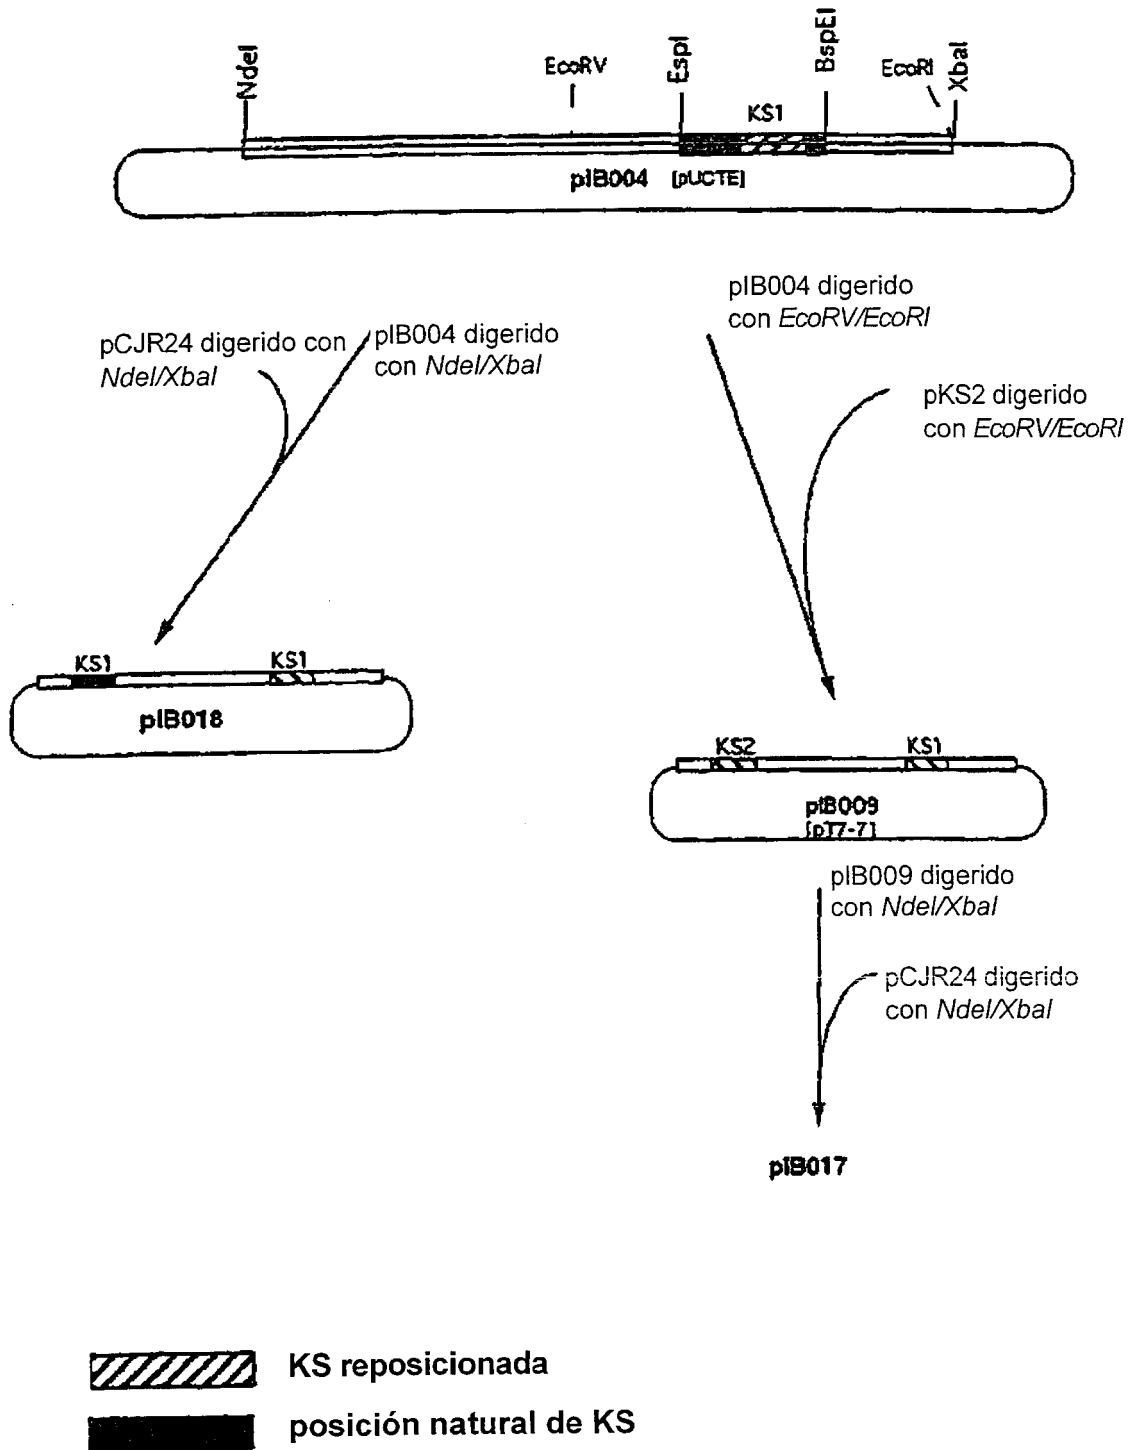 NdeI
EcoRV
EspI
BspEI
EcoRI
XbaI
KS1
pIB004 [pUCTE]
pIB004 digerido
con EcoRV/EcoRI
pCJR24 digerido con
NdeI/XbaI
pIB004 digerido
con NdeI/XbaI
pKS2 digerido
con EcoRV/EcoRI
KS1
KS1
pIB018
KS2
KS1
pIB009
[pT7-7]
pIB009 digerido
con NdeI/XbaI
pCJR24 digerido
con NdeI/XbaI
pIB017
KS reposicionada
posición natural de KS